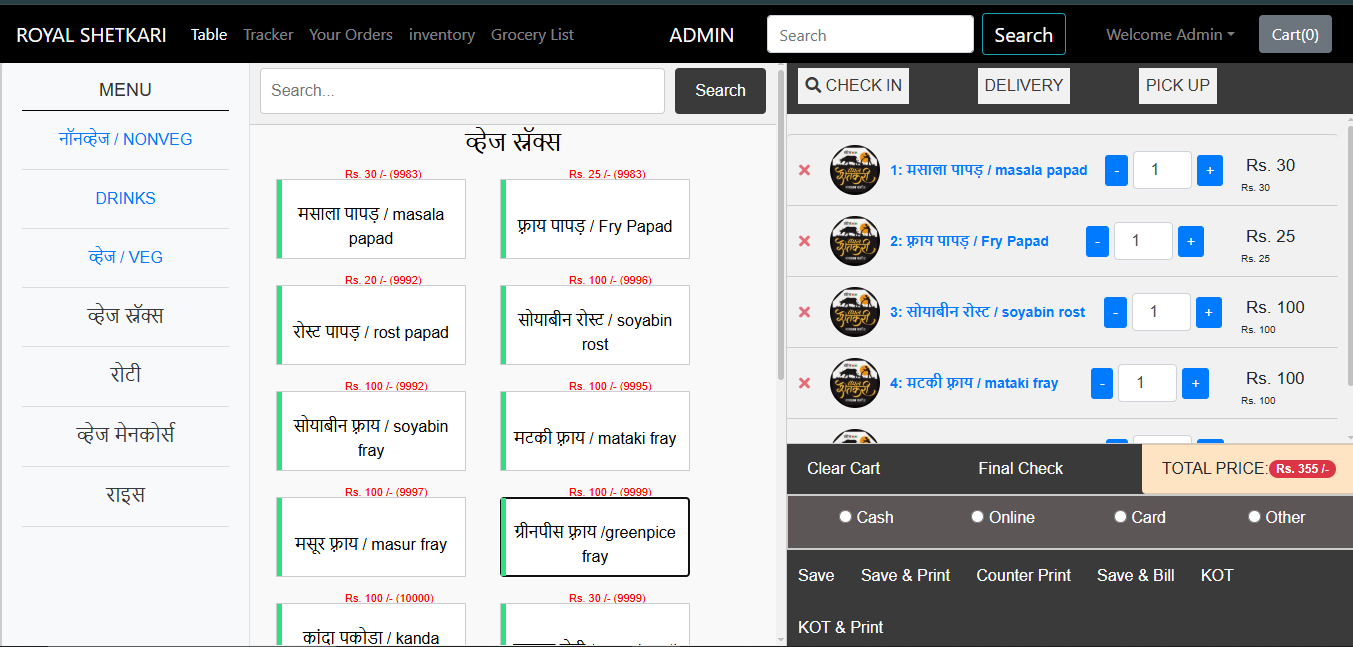 ROYAL SHETKARI Table Tracker Your Orders inventory Grocery List ADMIN Search Search Welcome Admin Cart(0)
MENU
नॉनव्हेज / NONVEG
DRINKS
व्हेज / VEG
व्हेज स्नॅक्स
रोटी
व्हेज मेनकोर्स
राइस
Search... Search
व्हेज स्नॅक्स
Rs. 30 /- (9983)
मसाला पापड़ / masala
papad
Rs. 25 /- (9983)
फ़्राय पापड़ / Fry Papad
Rs. 20 /- (9992)
रोस्ट पापड़ / rost papad
Rs. 100 /- (9996)
सोयाबीन रोस्ट / soyabin
rost
Rs. 100 /- (9992)
सोयाबीन फ़्राय / soyabin
fray
Rs. 100 /- (9995)
मटकी फ़्राय / mataki fray
Rs. 100 /- (9997)
मसूर फ़्राय / masur fray
Rs. 100 /- (9999)
ग्रीनपीस फ़्राय /greenpice
fray
Rs. 100 /- (10000)
कांदा पकोडा / kanda
Rs. 30 /- (9999)
CHECK IN DELIVERY PICK UP
1: मसाला पापड़ / masala papad - 1 + Rs. 30
Rs. 30
2: फ़्राय पापड़ / Fry Papad - 1 + Rs. 25
Rs. 25
3: सोयाबीन रोस्ट / soyabin rost - 1 + Rs. 100
Rs. 100
4: मटकी फ़्राय / mataki fray - 1 + Rs. 100
Rs. 100
Clear Cart Final Check TOTAL PRICE: Rs. 355 /-
Cash Online Card Other
Save Save & Print Counter Print Save & Bill KOT
KOT & Print